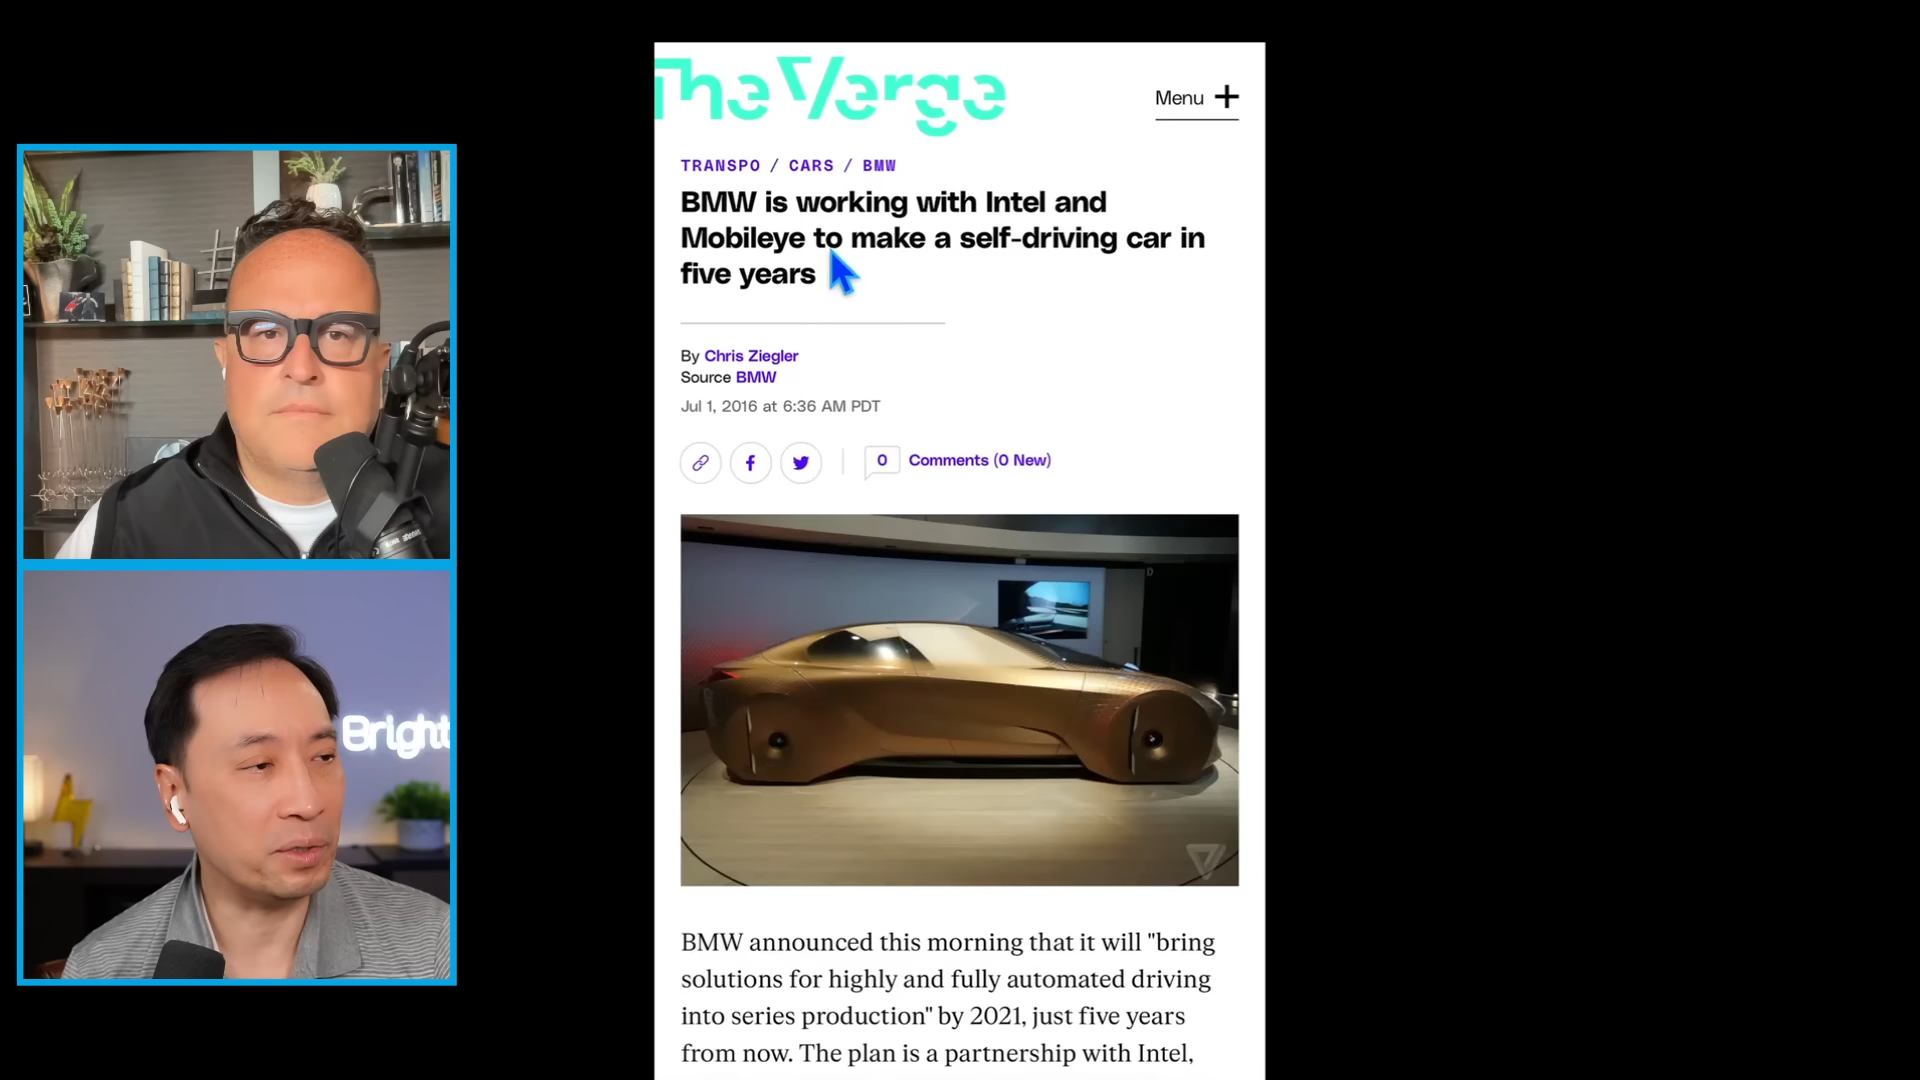 The Verge
Menu +
TRANSPO / CARS / BMW
BMW is working with Intel and
Mobileye to make a self-driving car in
five years
By Chris Ziegler
Source BMW
Jul 1, 2016 at 6:36 AM PDT
0 Comments (0 New)
Bright
BMW announced this morning that it will "bring
solutions for highly and fully automated driving
into series production" by 2021, just five years
from now. The plan is a partnership with Intel,